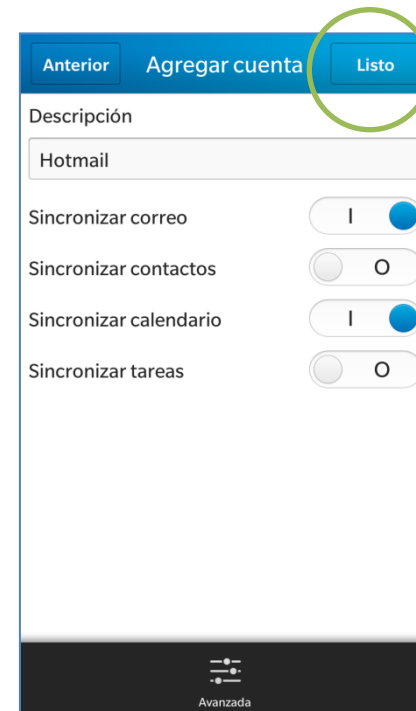 Anterior Agregar cuenta Listo
Descripción
Hotmail
Sincronizar correo I
Sincronizar contactos O
Sincronizar calendario I
Sincronizar tareas O
Avanzada